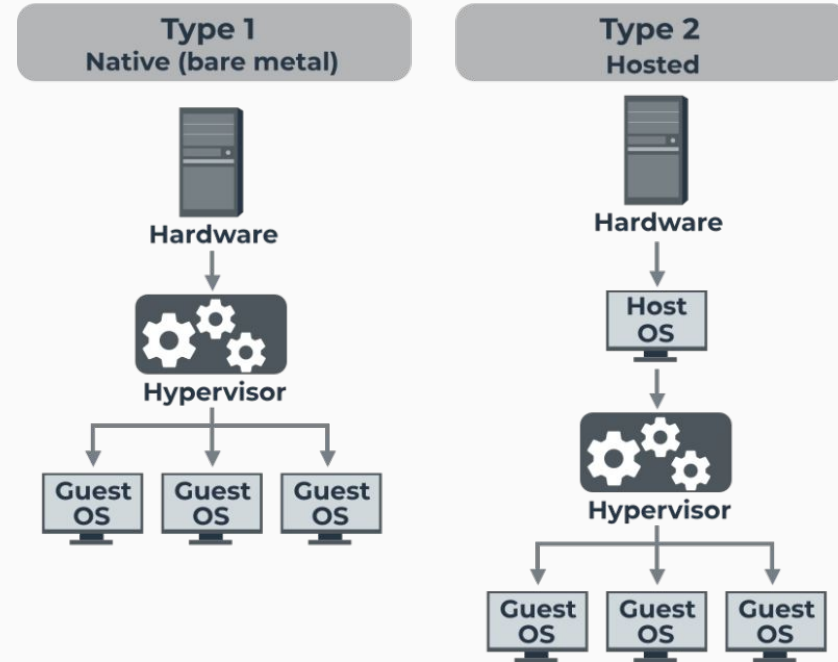 Type 1
Native (bare metal)
Hardware
Hypervisor
Guest
OS
Guest
OS
Guest
OS
Type 2
Hosted
Hardware
Host
OS
Hypervisor
Guest
OS
Guest
OS
Guest
OS